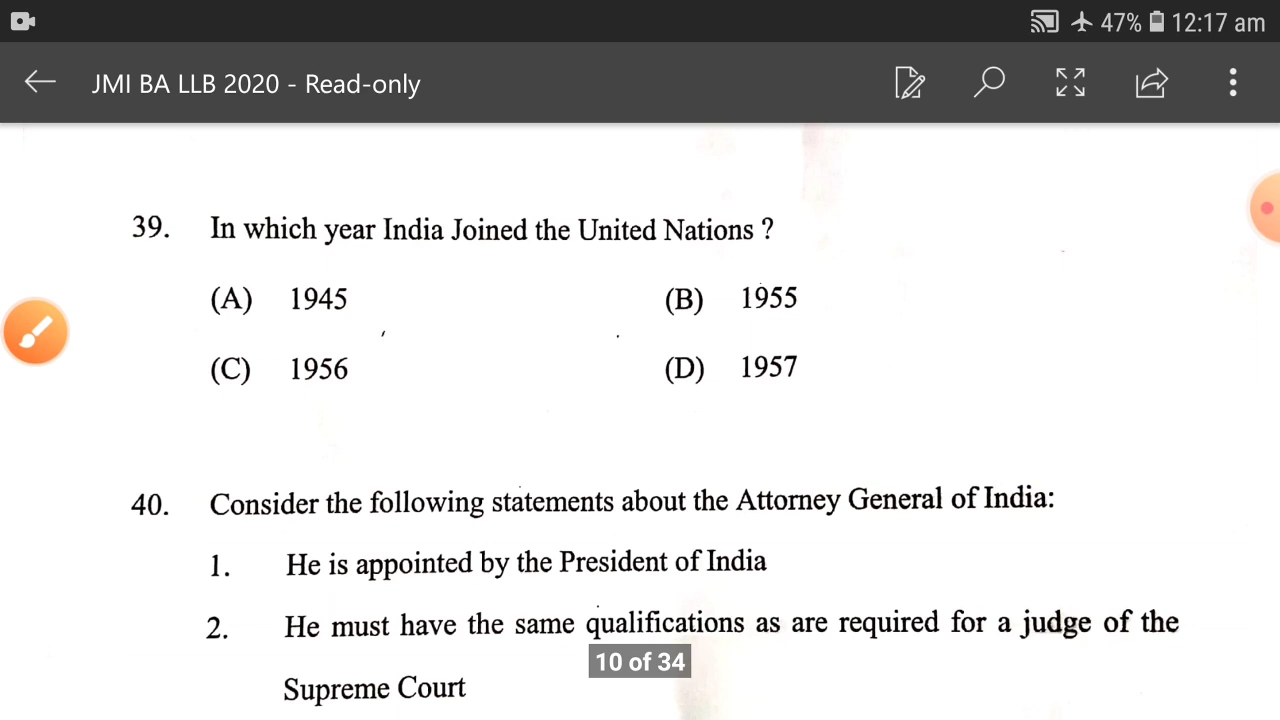 47% 12:17 am
JMI BA LLB 2020 - Read-only
39. In which year India Joined the United Nations ?
(A) 1945 (B) 1955
(C) 1956 (D) 1957
40. Consider the following statements about the Attorney General of India:
1. He is appointed by the President of India
2. He must have the same qualifications as are required for a judge of the
10 of 34
Supreme Court